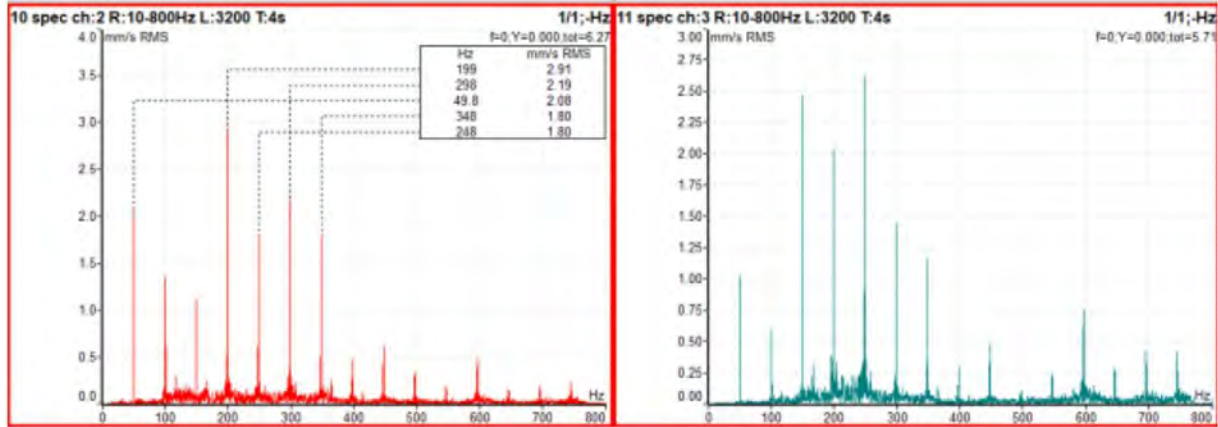 10 spec ch:2 R:10-800Hz L:3200 T:4s 1/1;-Hz
4.0 mm/s RMS f=0;Y=0.000;tot=6.27
Hz mm/s RMS
199 2.91
298 2.19
49.8 2.08
348 1.80
248 1.80
3.5
3.0
2.5
2.0
1.5
1.0
0.5
0.0 Hz
0 100 200 300 400 500 600 700 800
11 spec ch:3 R:10-800Hz L:3200 T:4s 1/1;-Hz
3.00 mm/s RMS f=0;Y=0.000;tot=5.71
2.75
2.50
2.25
2.00
1.75
1.50
1.25
1.00
0.75
0.50
0.25
0.00 Hz
0 100 200 300 400 500 600 700 800